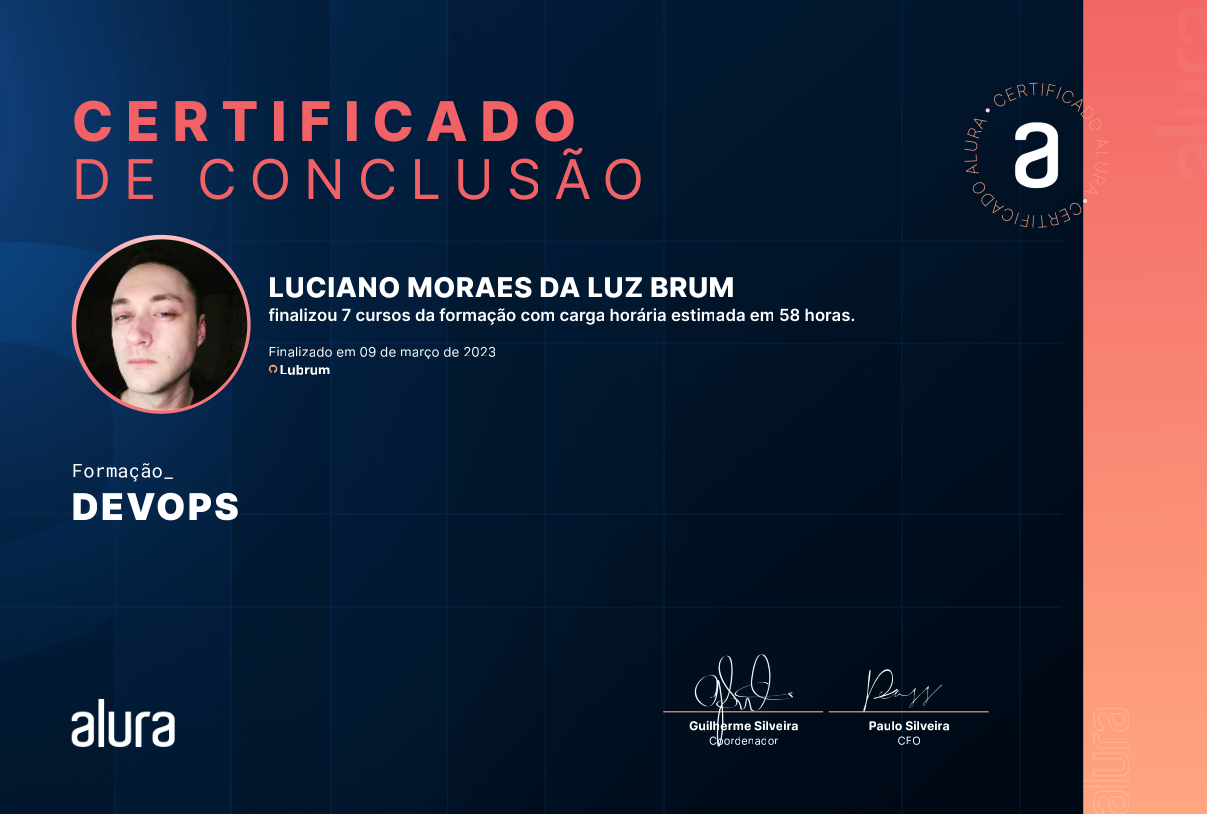 CERTIFICADO
DE CONCLUSÃO
CERTIFICADO ALURA • CERTIFICADO ALURA •
a
LUCIANO MORAES DA LUZ BRUM
finalizou 7 cursos da formação com carga horária estimada em 58 horas.
Finalizado em 09 de março de 2023
Lubrum
Formação_
DEVOPS
alura
Guilherme Silveira
Coordenador
Paulo Silveira
CFO
alura
alura